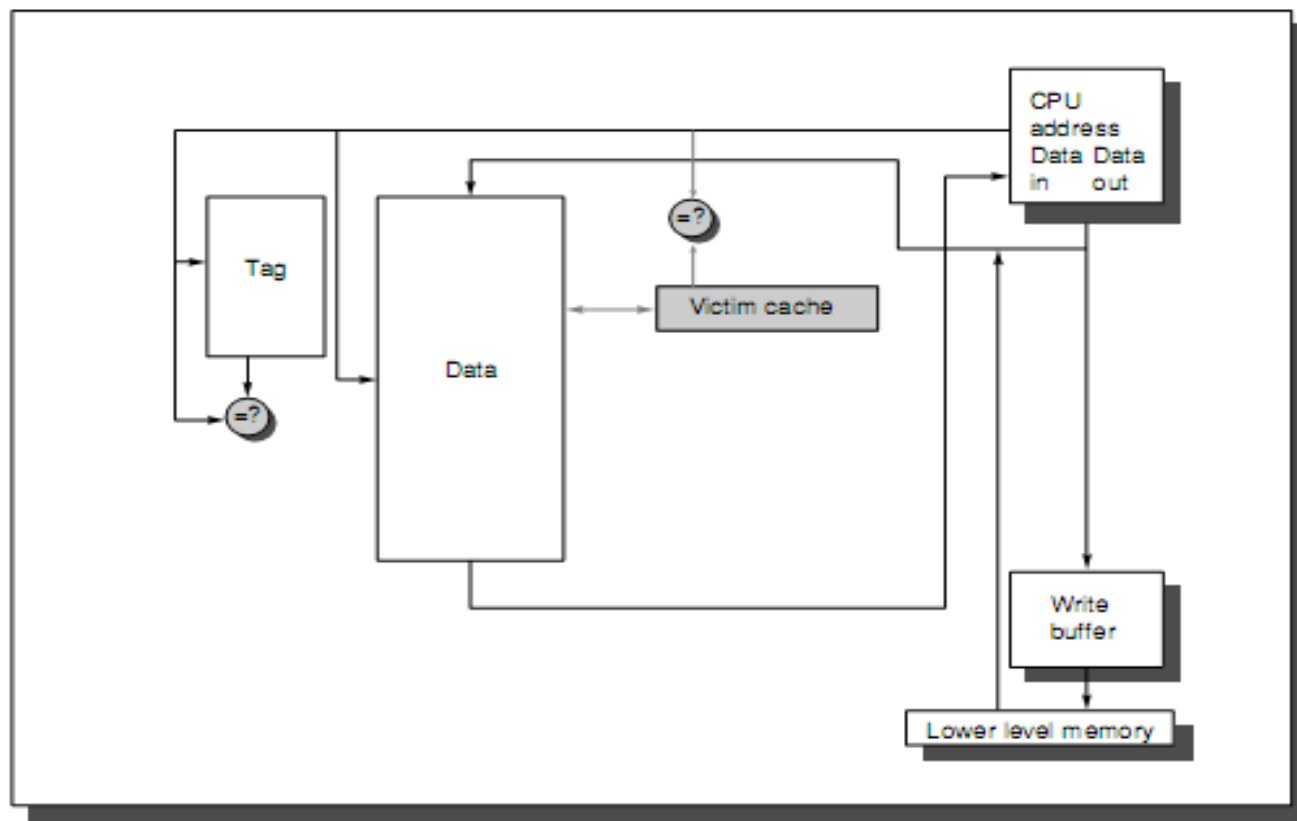 CPU
address
Data Data
in out
=?
Tag
Victim cache
Data
=?
Write
buffer
Lower level memory